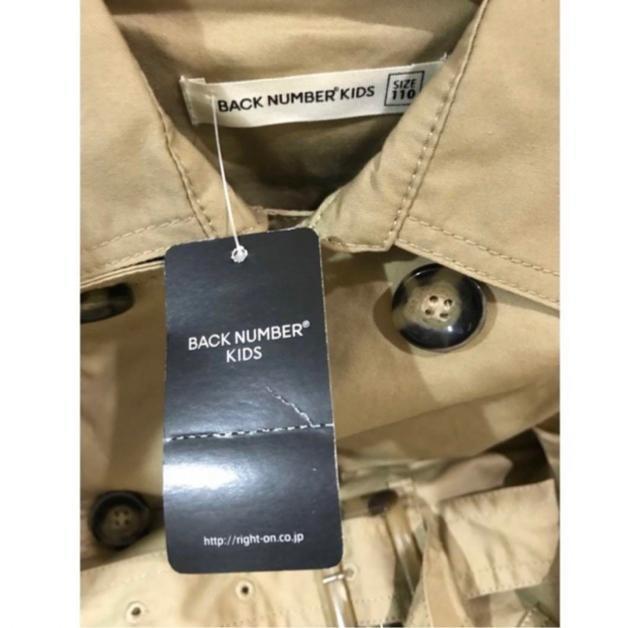 BACK NUMBER® KIDS
SIZE
110
BACK NUMBER®
KIDS
http://right-on.co.jp